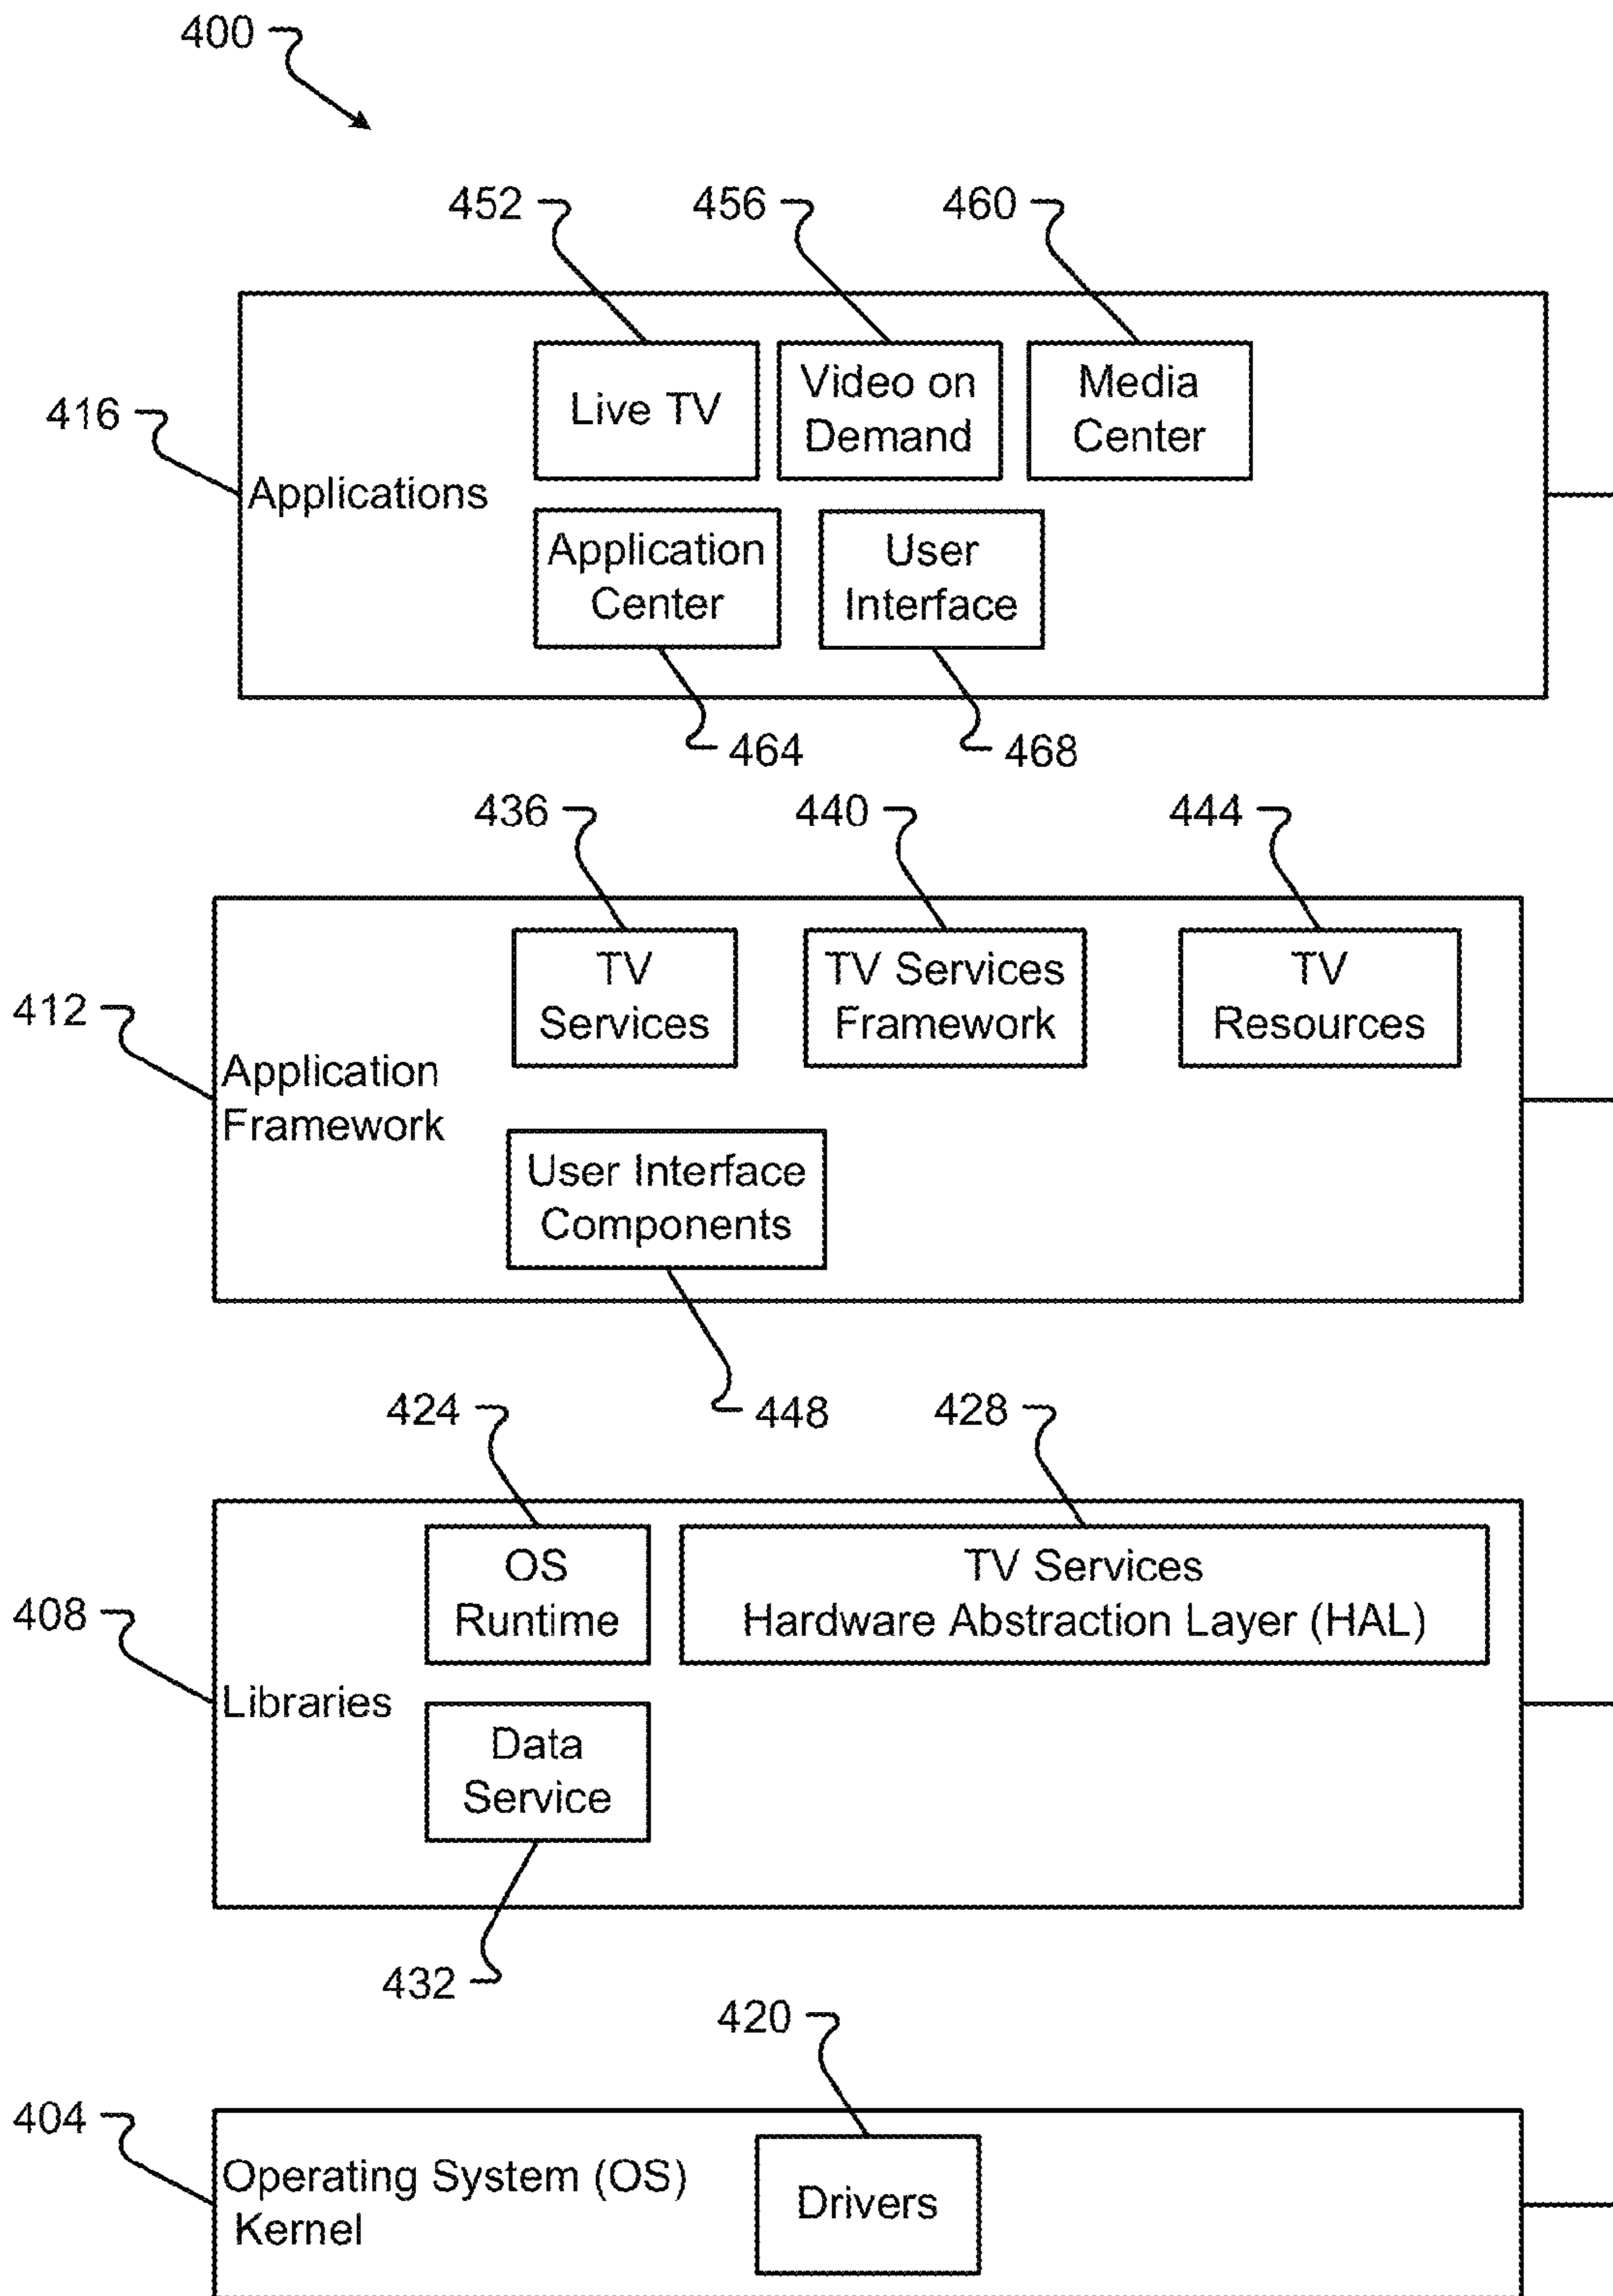 400
452
456
460
416
Applications
Live TV
Video on
Demand
Media
Center
Application
Center
User
Interface
464
468
436
440
444
412
Application
Framework
TV
Services
TV Services
Framework
TV
Resources
User Interface
Components
448
424
428
408
Libraries
OS
Runtime
TV Services
Hardware Abstraction Layer (HAL)
Data
Service
432
420
404
Operating System (OS)
Kernel
Drivers